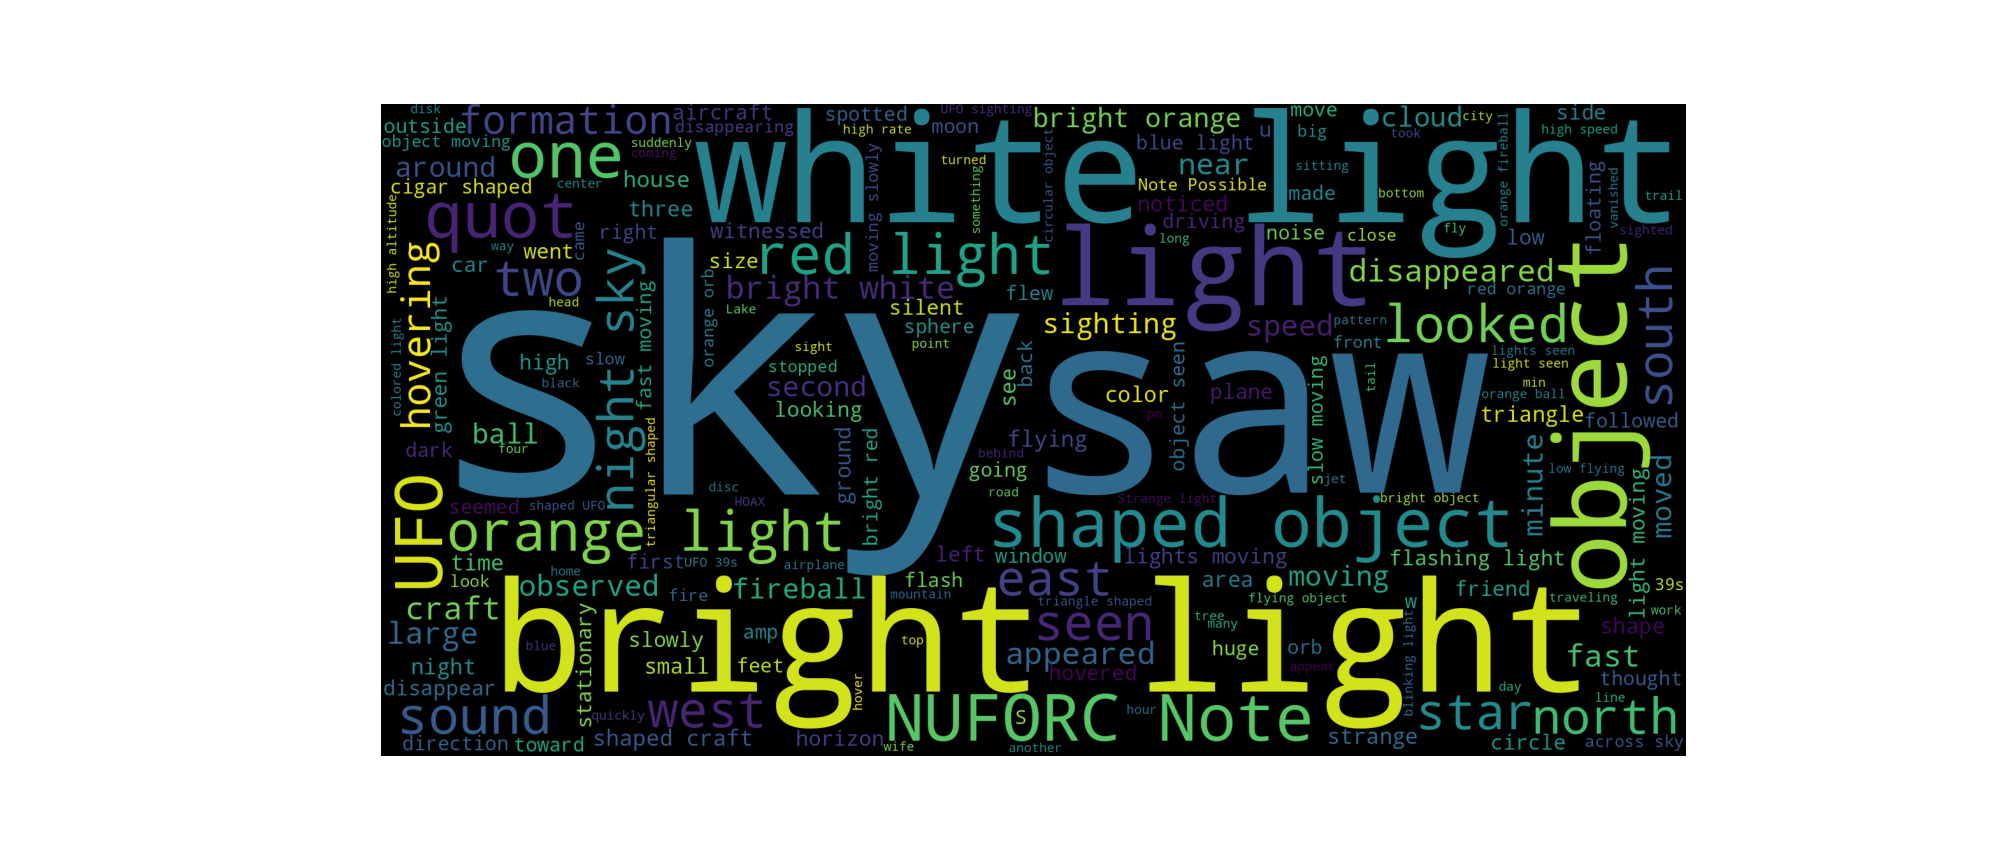 disk
formation
aircraft
spotted
UFO sighting
bright orange
move
cloud
city
side
outside
disappearing
high rate
moon
u
big
took
high speed
object moving
one
suddenly
coming
white light
blue light
near
sitting
orange fireball
around
turned
cigar shaped
center
house
moving slowly
something
circular object
Note Possible
made
bottom
vanished
trail
high altitude
quot
three
noticed
driving
floating
sighted
came
right
witnessed
long
noise
close
fly
low
hovering
way
went
car
two
size
red light
light
disappeared
object
south
night sky
head
orange orb
bright white
flew
red orange
green light
fast moving
Lake
silent
sphere
sighting
speed
pattern
looked
colored light
sky saw
high
slow
black
sight
stopped
point
second
looking
see
back
color
object seen
plane
pm
slow moving
front
tail
lights seen
light seen
min
orange ball
triangle
followed
dark
ball
four
triangular shaped
ground
bright red
flying
behind
going
road
jet
minute
low flying
moved
light moving
UFO
seemed
shaped UFO
disc
HOAX
Strange light
bright object
orange light
shaped object
time
first
UFO 39s
airplane
left
window
lights moving
flashing light
look
home
observed
fire
fireball
flash
mountain
east
area
moving
friend
39s
craft
triangle shaped
flying object
W
traveling
work
large
stationary
blue
bright light
slowly
amp
top
seen
tree
many
huge
orb
blinking light
shape
night
small
feet
appeared
hovered
appear
fast
disappear
hover
day
line
thought
sound
quickly
west
NUFORC Note
S
hour
star
north
direction
toward
shaped craft
horizon
wife
another
strange
circle
across sky